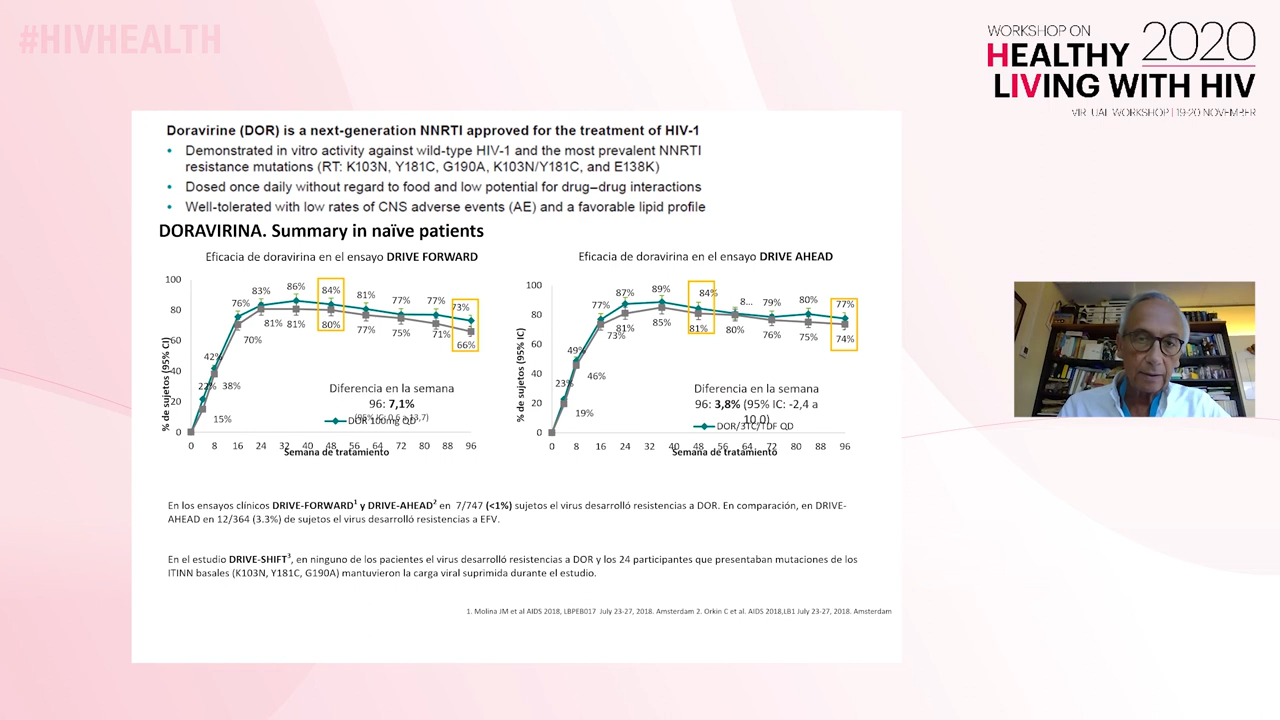 #HIVHEALTH
WORKSHOP ON 2020
HEALTHY
LIVING WITH HIV
VIRTUAL WORKSHOP | 19-20 NOVEMBER
Doravirine (DOR) is a next-generation NNRTI approved for the treatment of HIV-1
• Demonstrated in vitro activity against wild-type HIV-1 and the most prevalent NNRTI
resistance mutations (RT: K103N, Y181C, G190A, K103N/Y181C, and E138K)
• Dosed once daily without regard to food and low potential for drug–drug interactions
• Well-tolerated with low rates of CNS adverse events (AE) and a favorable lipid profile
DORAVIRINA. Summary in naïve patients
Eficacia de doravirina en el ensayo DRIVE FORWARD
% de sujetos (95% CI)
100
80
60
40
20
0
22% 42% 76% 83% 86% 84% 81% 77% 77% 73%
15% 38% 70% 81% 81% 80% 77% 75% 71% 66%
Diferencia en la semana
96: 7,1%
(95% IC: 0,6 a 13,7)
DOR 100mg QD
0 8 16 24 32 40 48 56 64 72 80 88 96
Semana de tratamiento
Eficacia de doravirina en el ensayo DRIVE AHEAD
% de sujetos (95% IC)
100
80
60
40
20
0
23% 49% 77% 87% 89% 84% 8... 79% 80% 77%
19% 46% 73% 81% 85% 81% 80% 76% 75% 74%
Diferencia en la semana
96: 3,8% (95% IC: -2,4 a
10,0)
DOR/3TC/TDF QD
0 8 16 24 32 40 48 56 64 72 80 88 96
Semana de tratamiento
En los ensayos clínicos DRIVE-FORWARD1 y DRIVE-AHEAD2 en 7/747 (<1%) sujetos el virus desarrolló resistencias a DOR. En comparación, en DRIVE-
AHEAD en 12/364 (3.3%) de sujetos el virus desarrolló resistencias a EFV.
En el estudio DRIVE-SHIFT3, en ninguno de los pacientes el virus desarrolló resistencias a DOR y los 24 participantes que presentaban mutaciones de los
ITINN basales (K103N, Y181C, G190A) mantuvieron la carga viral suprimida durante el estudio.
1. Molina JM et al AIDS 2018, LBPEB017 July 23-27, 2018. Amsterdam 2. Orkin C et al. AIDS 2018,LB1 July 23-27, 2018. Amsterdam